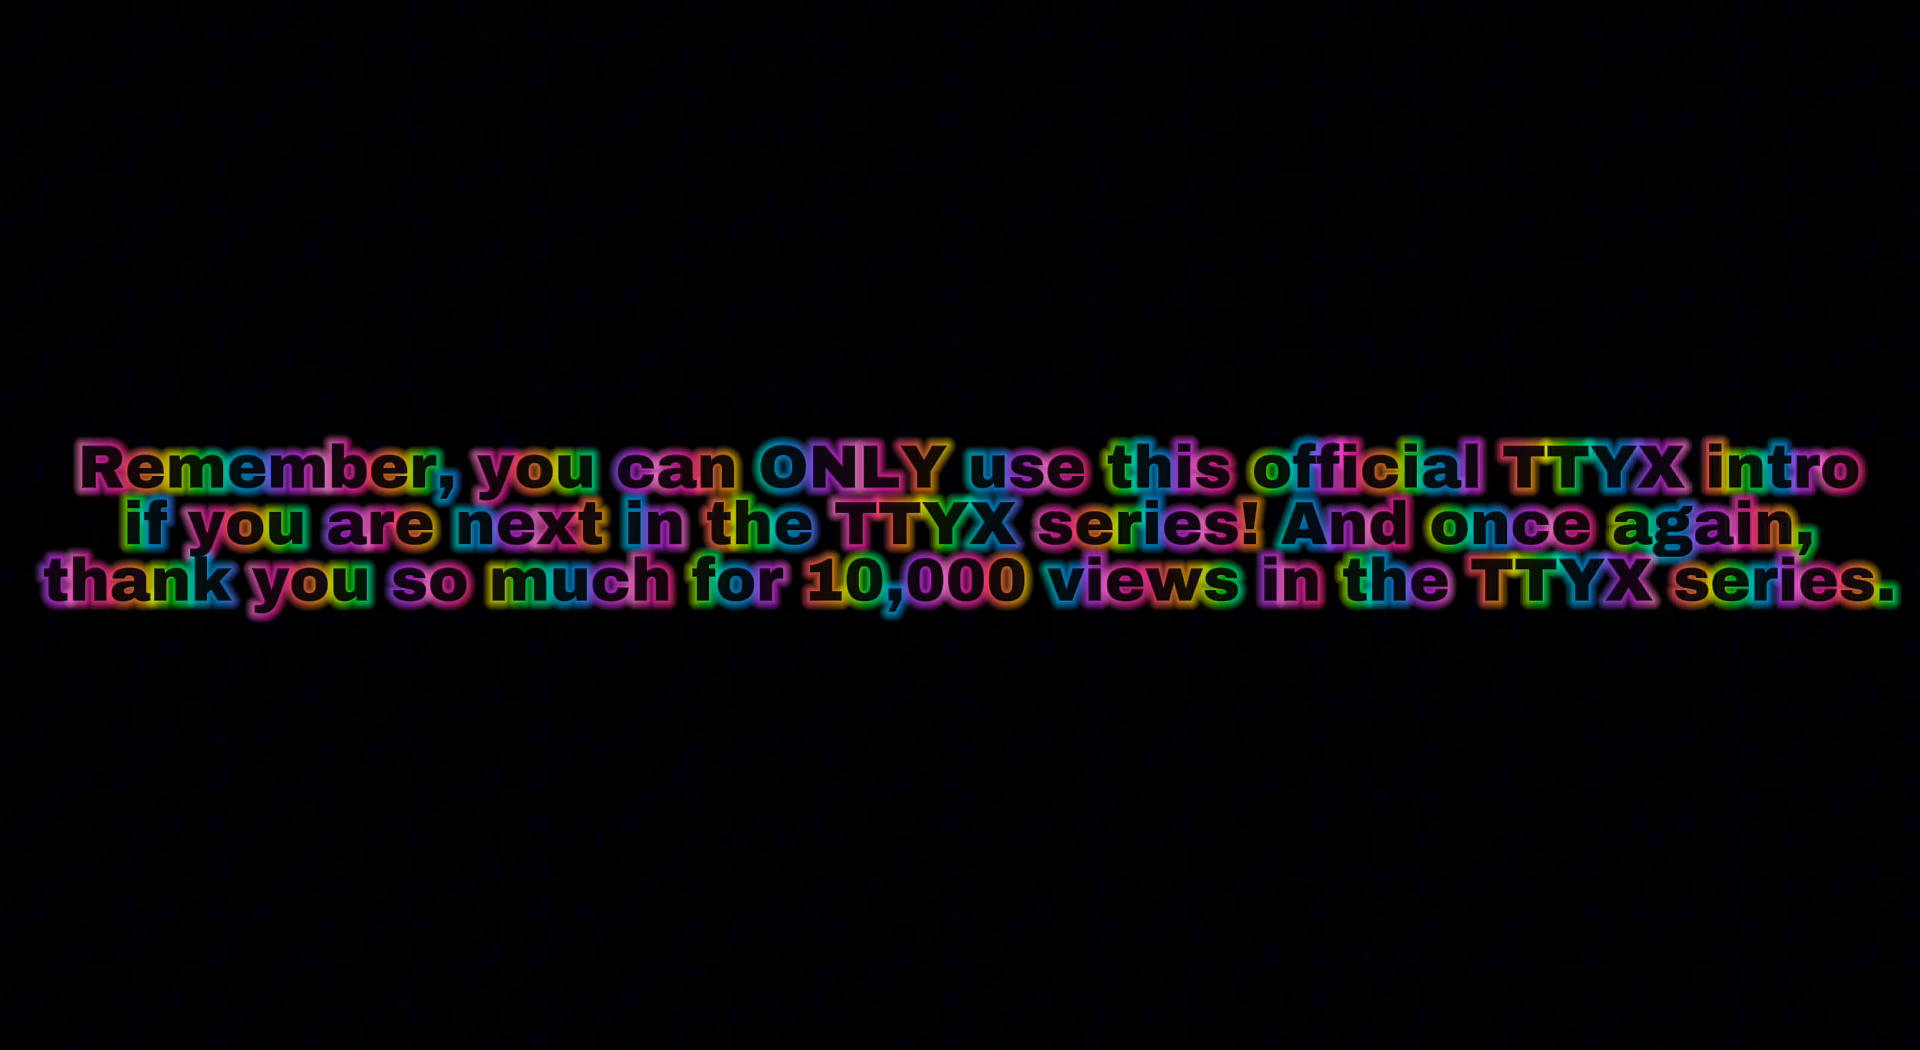 Remember, you can ONLY use this official TTYX intro
if you are next in the TTYX series! And once again,
thank you so much for 10,000 views in the TTYX series.